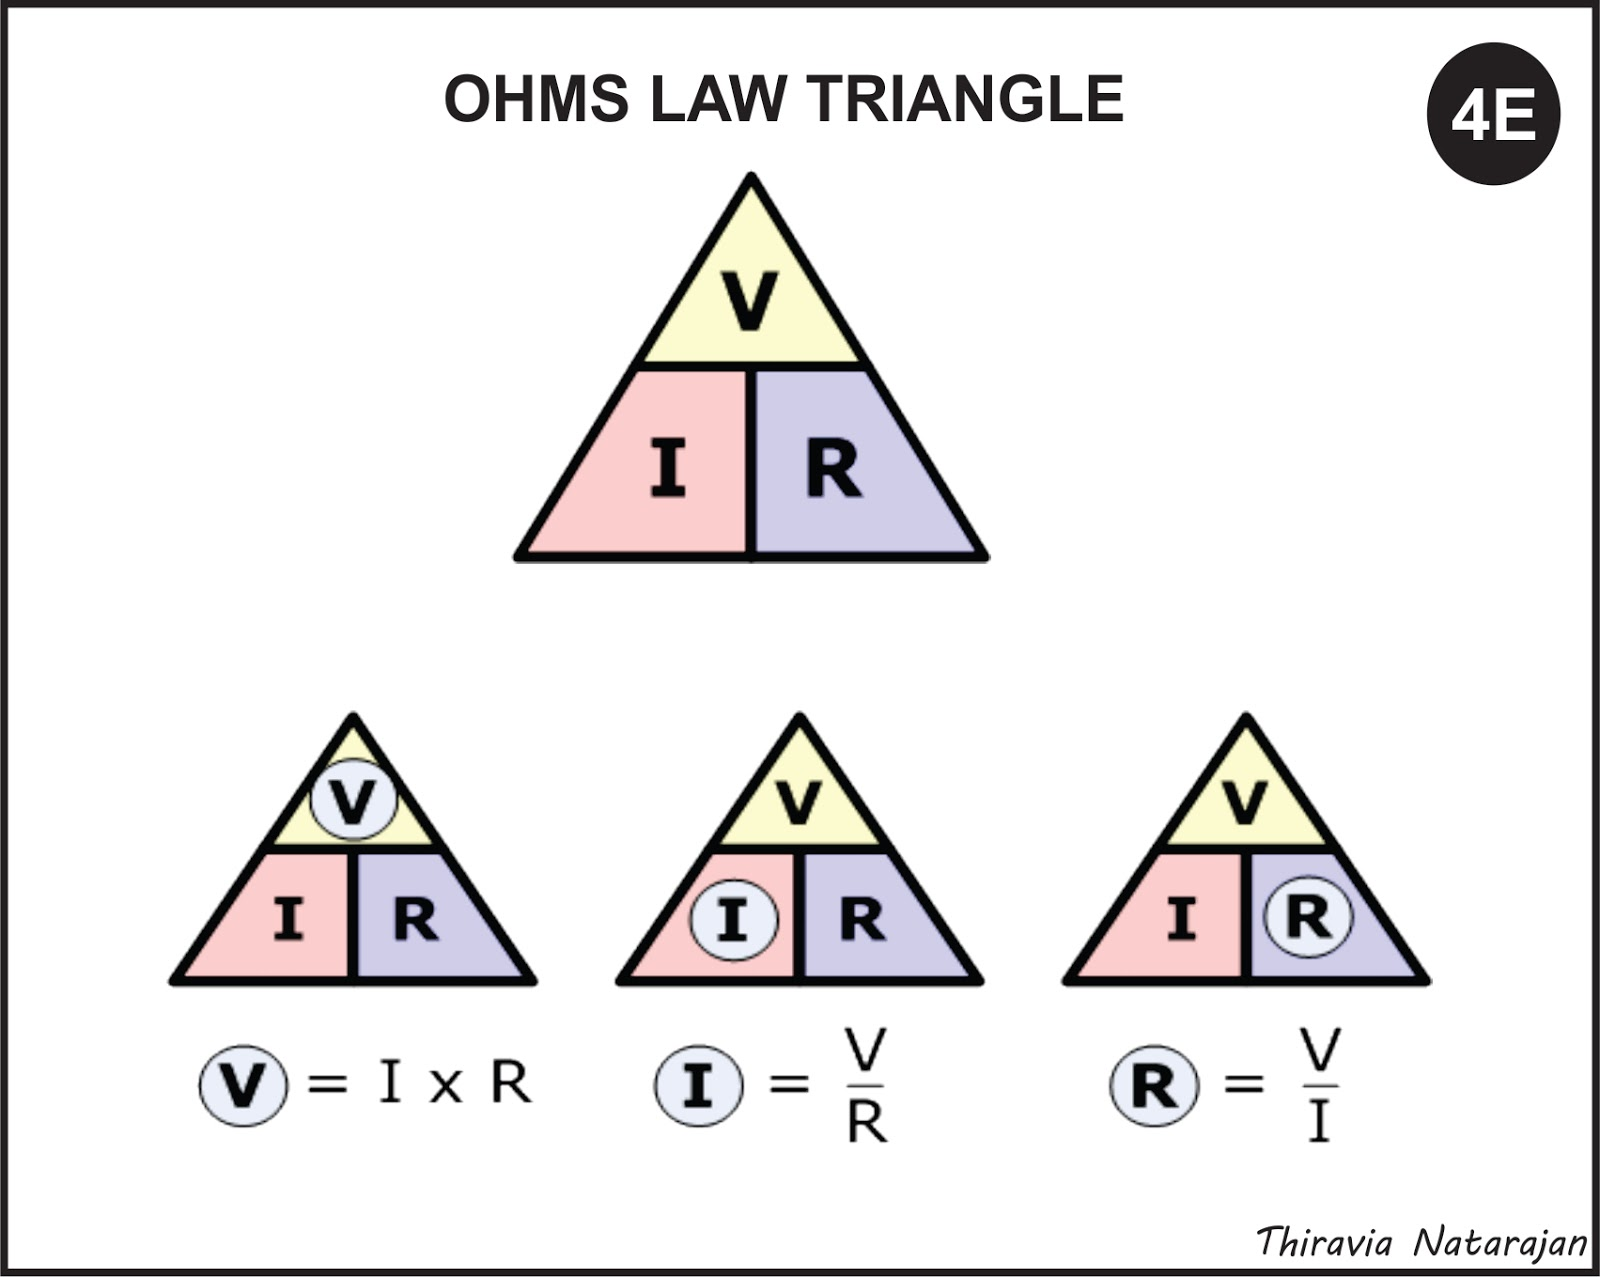 OHMS LAW TRIANGLE
4E
V
I R
V
I R
V
I R
V
I R
V = I x R
I = V/R
R = V/I
Thiravia Natarajan